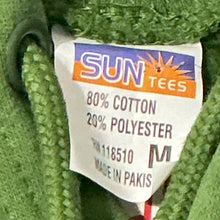 SUN
TEES
80% COTTON
20% POLYESTER
RN 118510 M
MADE IN PAKIS